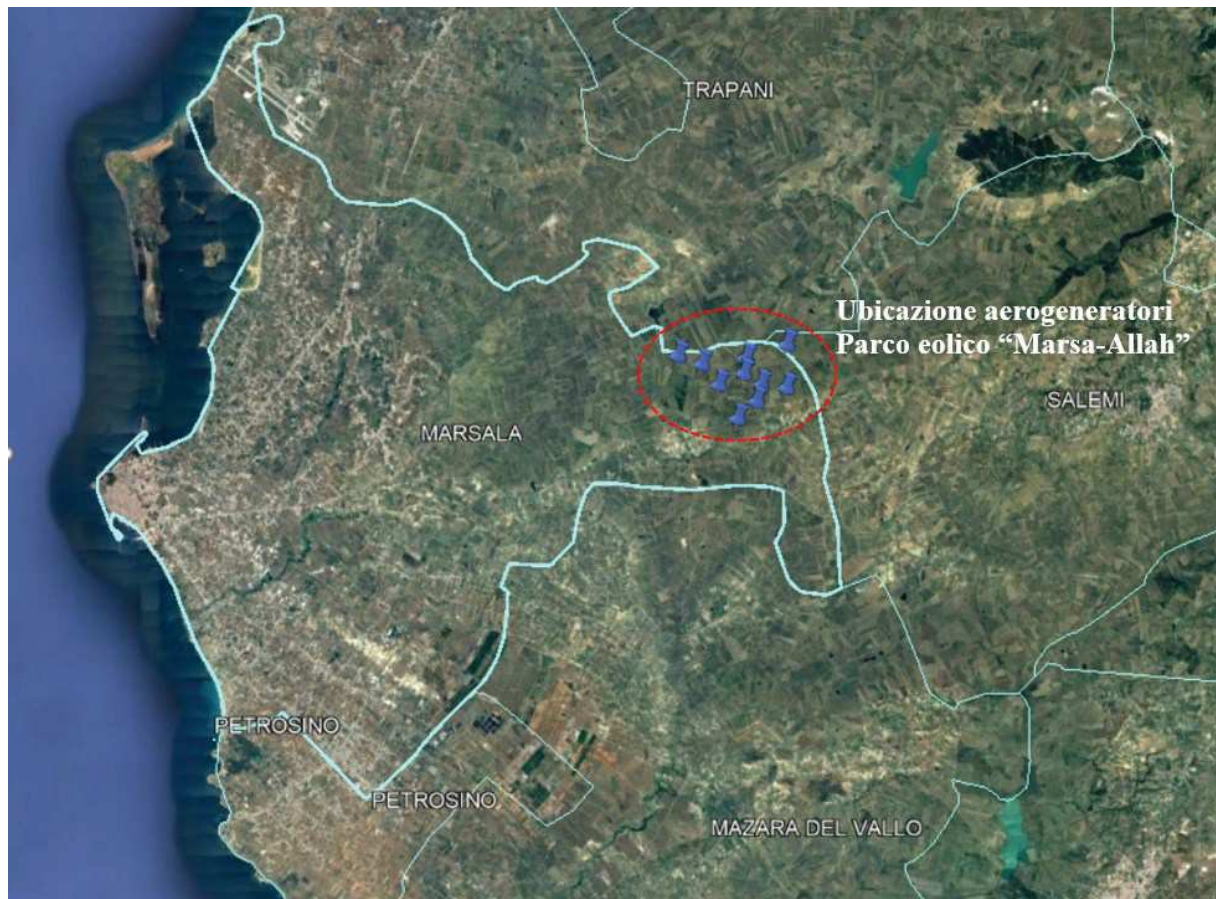 TRAPANI
Ubicazione aerogeneratori
Parco eolico “Marsa-Allah”
SALEMI
MARSALA
PETROSINO
PETROSINO
MAZARA DEL VALLO